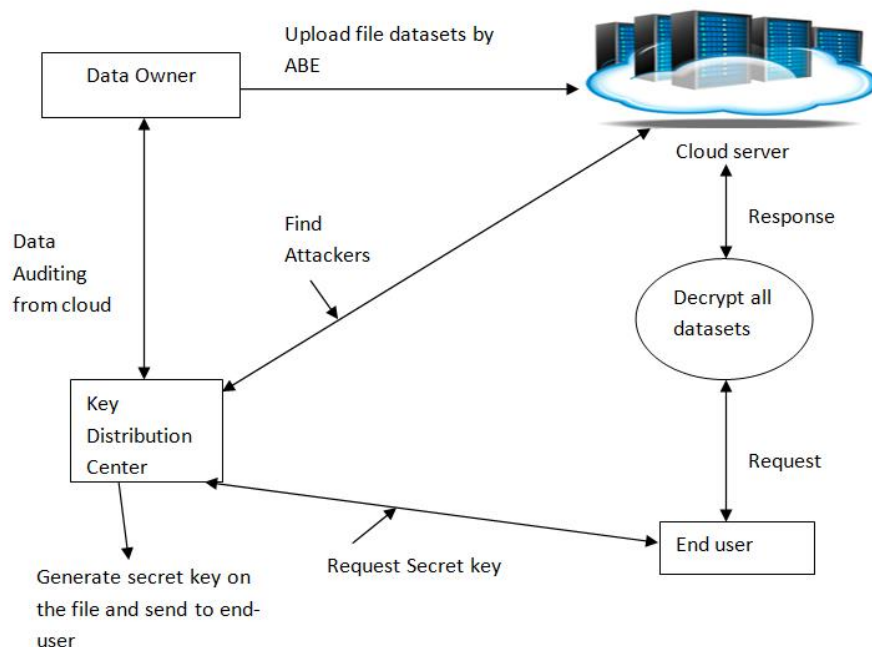 Upload file datasets by
ABE
Data Owner
Cloud server
Find
Attackers
Response
Data
Auditing
from cloud
Decrypt all
datasets
Key
Distribution
Center
Request
End user
Request Secret key
Generate secret key on
the file and send to end-
user